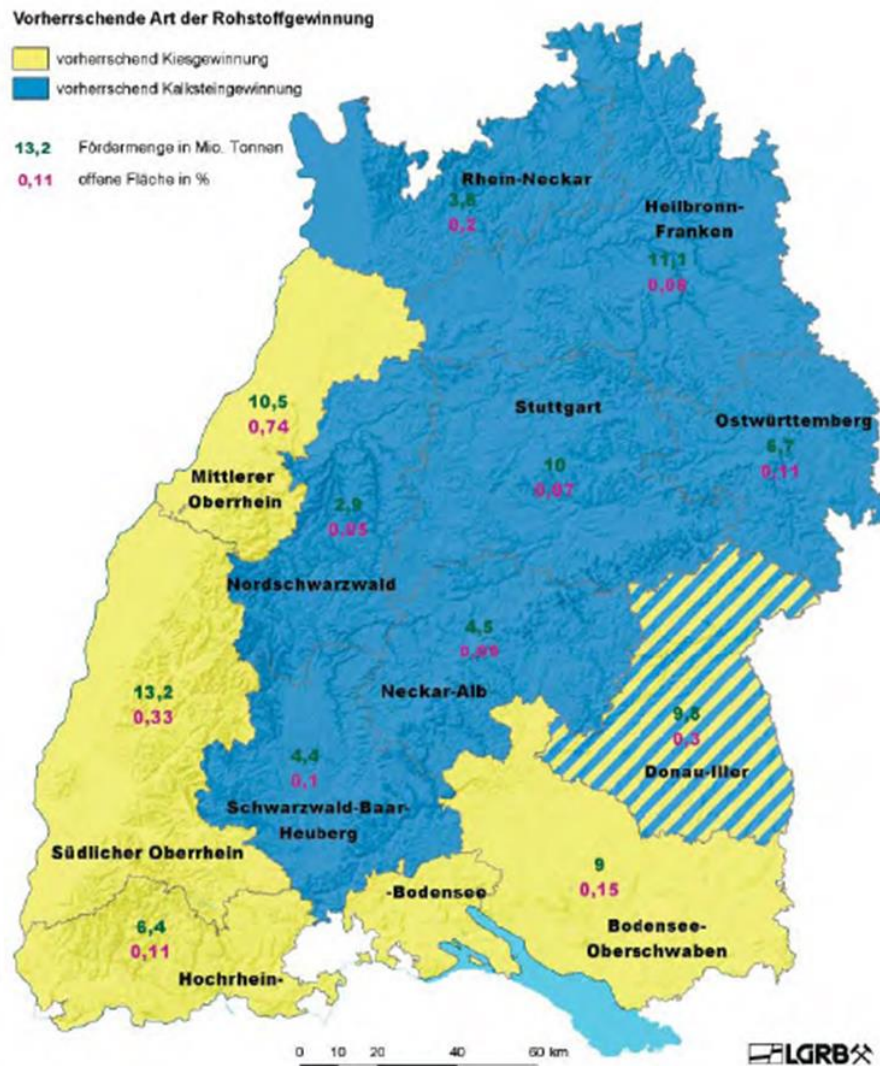 Vorherrschende Art der Rohstoffgewinnung
vorherrschend Kiesgewinnung
vorherrschend Kalksteingewinnung
13,2 Fördermenge in Mio. Tonnen
0,11 offene Fläche in %
Rhein-Neckar
0,2
Heilbronn-
Franken
11,1
10,5
0,74
Mittlerer
Oberrhein
Stuttgart
10
0,07
Ostwürttemberg
6,7
0,11
2,9
0,05
Nordschwarzwald
4,5
Neckar-Alb
13,2
0,33
Südlicher Oberrhein
4,4
0,1
Schwarzwald-Baar-
Heuberg
0,3
Donau-Iller
9
0,15
Bodensee-
Oberschwaben
-Bodensee
6,4
0,11
Hochrhein-
0 10 20 40 60 km
LGRB